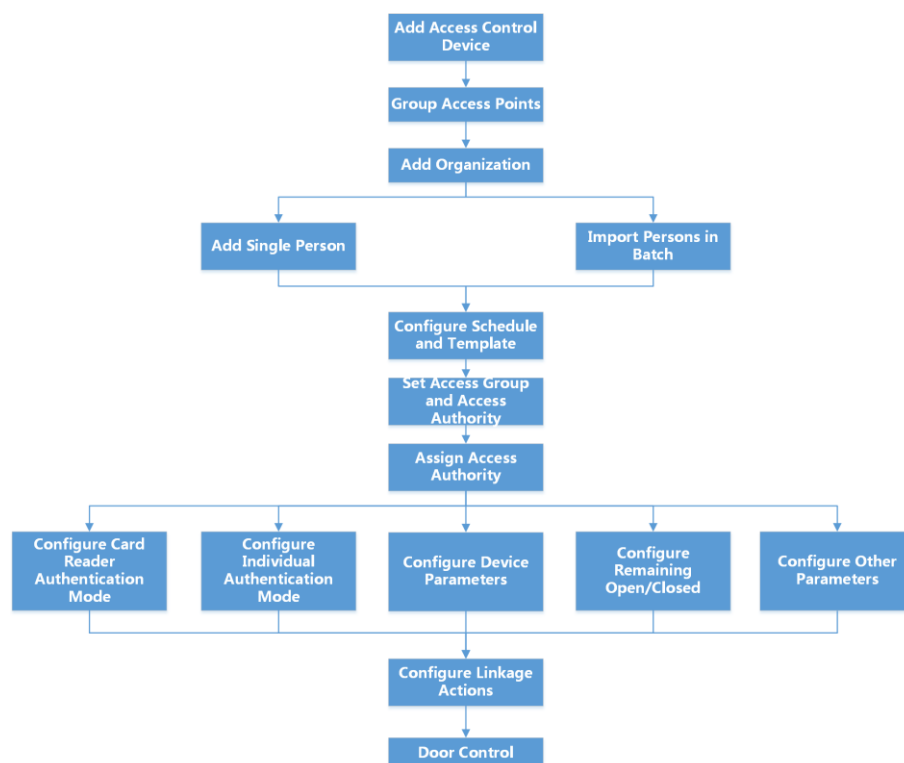 Add Access Control
Device
Group Access Points
Add Organization
Add Single Person
Import Persons in
Batch
Configure Schedule
and Template
Set Access Group
and Access
Authority
Assign Access
Authority
Configure Card
Reader
Authentication
Mode
Configure
Individual
Authentication
Mode
Configure Device
Parameters
Configure
Remaining
Open/Closed
Configure Other
Parameters
Configure Linkage
Actions
Door Control